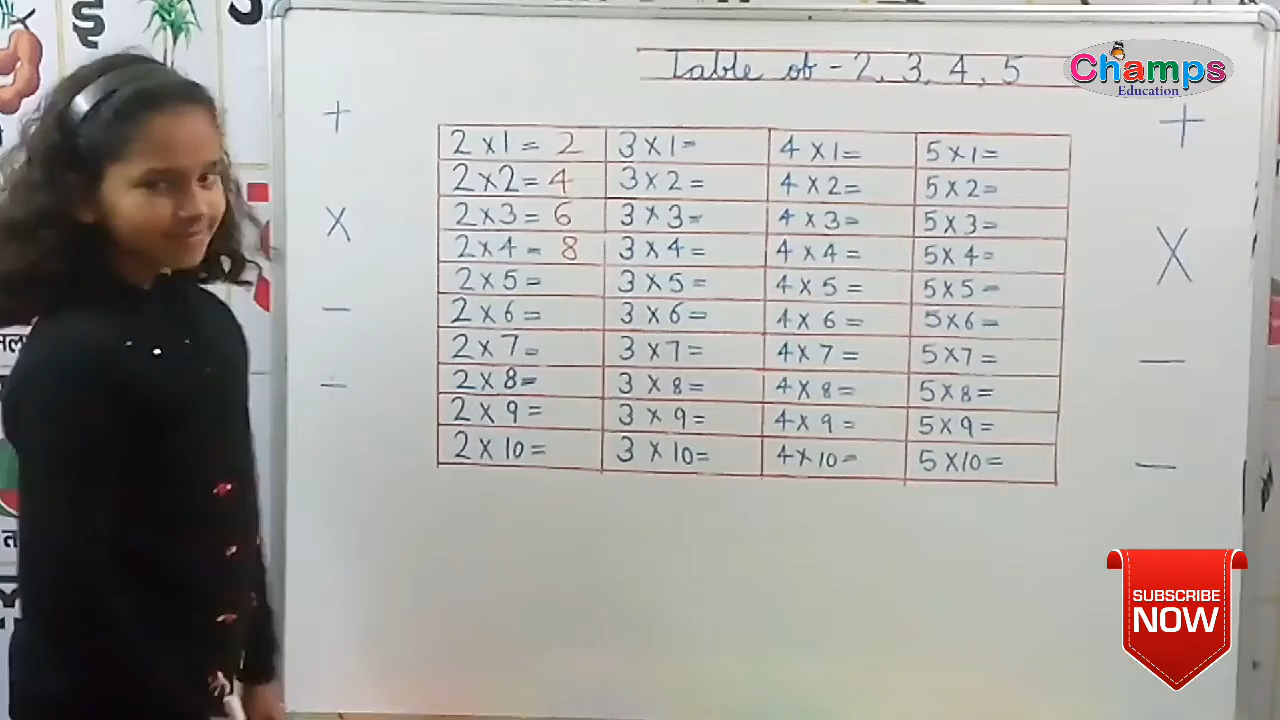 इ
Table of - 2, 3, 4, 5
Champs
Education
+ +
2 x 1 = 2 3 x 1 = 4 x 1 = 5 x 1 =
2 x 2 = 4 3 x 2 = 4 x 2 = 5 x 2 =
2 x 3 = 6 3 x 3 = 4 x 3 = 5 x 3 =
X X
2 x 4 = 8 3 x 4 = 4 x 4 = 5 x 4 =
2 x 5 = 3 x 5 = 4 x 5 = 5 x 5 =
2 x 6 = 3 x 6 = 4 x 6 = 5 x 6 =
2 x 7 = 3 x 7 = 4 x 7 = 5 x 7 =
- -
2 x 8 = 3 x 8 = 4 x 8 = 5 x 8 =
2 x 9 = 3 x 9 = 4 x 9 = 5 x 9 =
2 x 10 = 3 x 10 = 4 x 10 = 5 x 10 =
- -
SUBSCRIBE
NOW